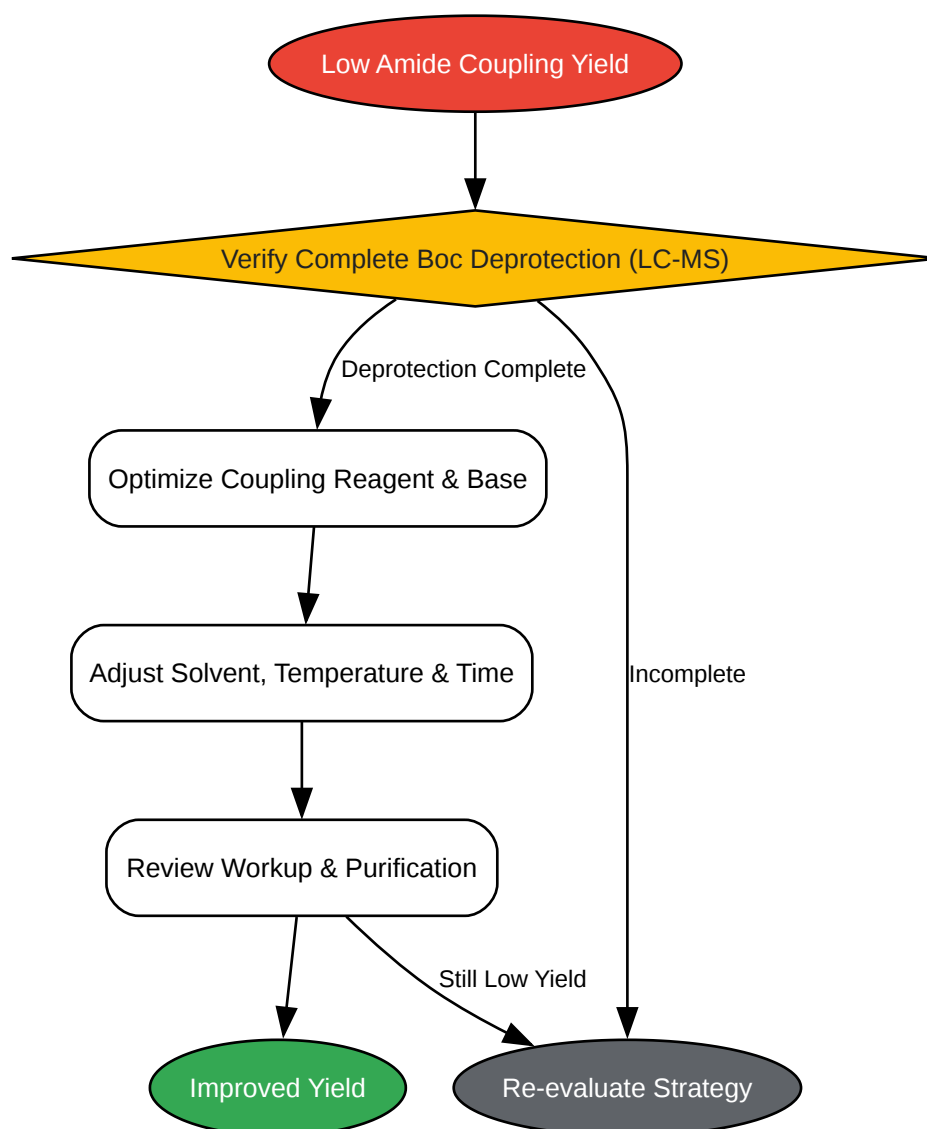 Low Amide Coupling Yield
Verify Complete Boc Deprotection (LC-MS)
Deprotection Complete
Optimize Coupling Reagent & Base
Adjust Solvent, Temperature & Time
Incomplete
Review Workup & Purification
Still Low Yield
Improved Yield
Re-evaluate Strategy